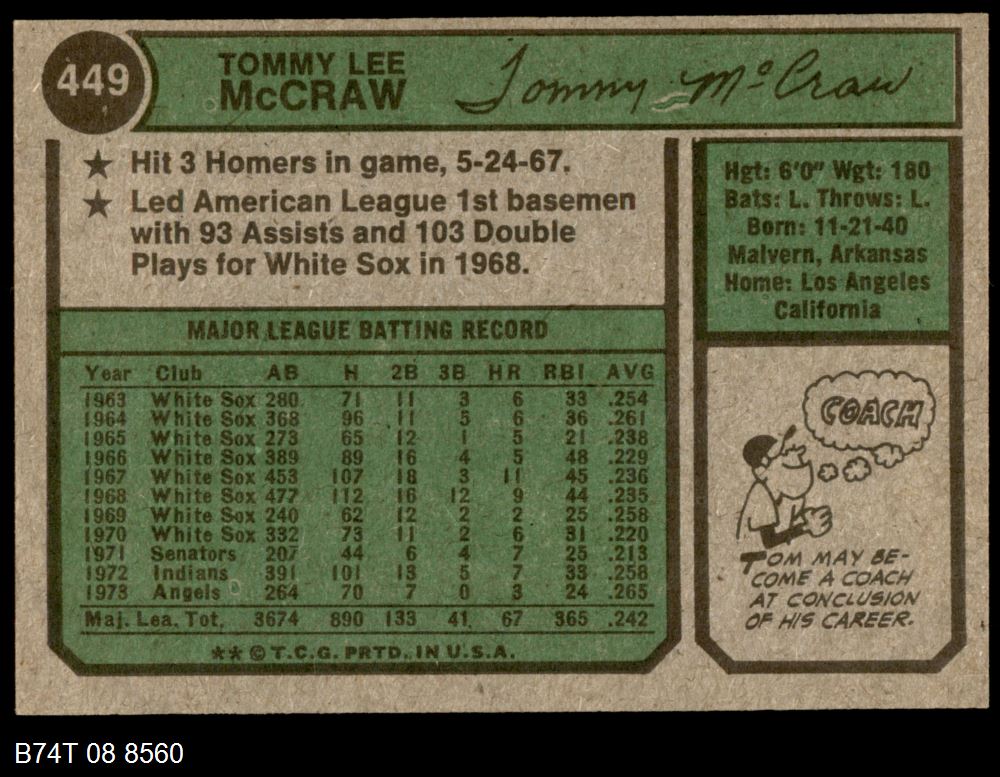 449
TOMMY LEE
McCRAW
Tommy McCraw
★ Hit 3 Homers in game, 5-24-67.
★ Led American League 1st basemen
with 93 Assists and 103 Double
Plays for White Sox in 1968.
Hgt: 6'0" Wgt: 180
Bats: L. Throws: L.
Born: 11-21-40
Malvern, Arkansas
Home: Los Angeles
California
MAJOR LEAGUE BATTING RECORD
Year Club AB H 2B 3B HR RBI AVG
1963 White Sox 280 71 11 3 6 33 .254
1964 White Sox 368 96 11 5 6 36 .261
1965 White Sox 273 65 12 1 5 21 .238
1966 White Sox 389 89 16 4 5 48 .229
1967 White Sox 453 107 18 3 11 45 .236
1968 White Sox 477 112 16 12 9 44 .235
1969 White Sox 240 62 12 2 2 25 .258
1970 White Sox 332 73 11 2 6 31 .220
1971 Senators 207 44 6 4 7 25 .213
1972 Indians 391 101 13 5 7 33 .258
1973 Angels 264 70 7 0 3 24 .265
Maj. Lea. Tot. 3674 890 133 41 67 365 .242
★★ © T.C.G. PRTD. IN U.S.A.
COACH
TOM MAY BE-
COME A COACH
AT CONCLUSION
OF HIS CAREER.
B74T 08 8560